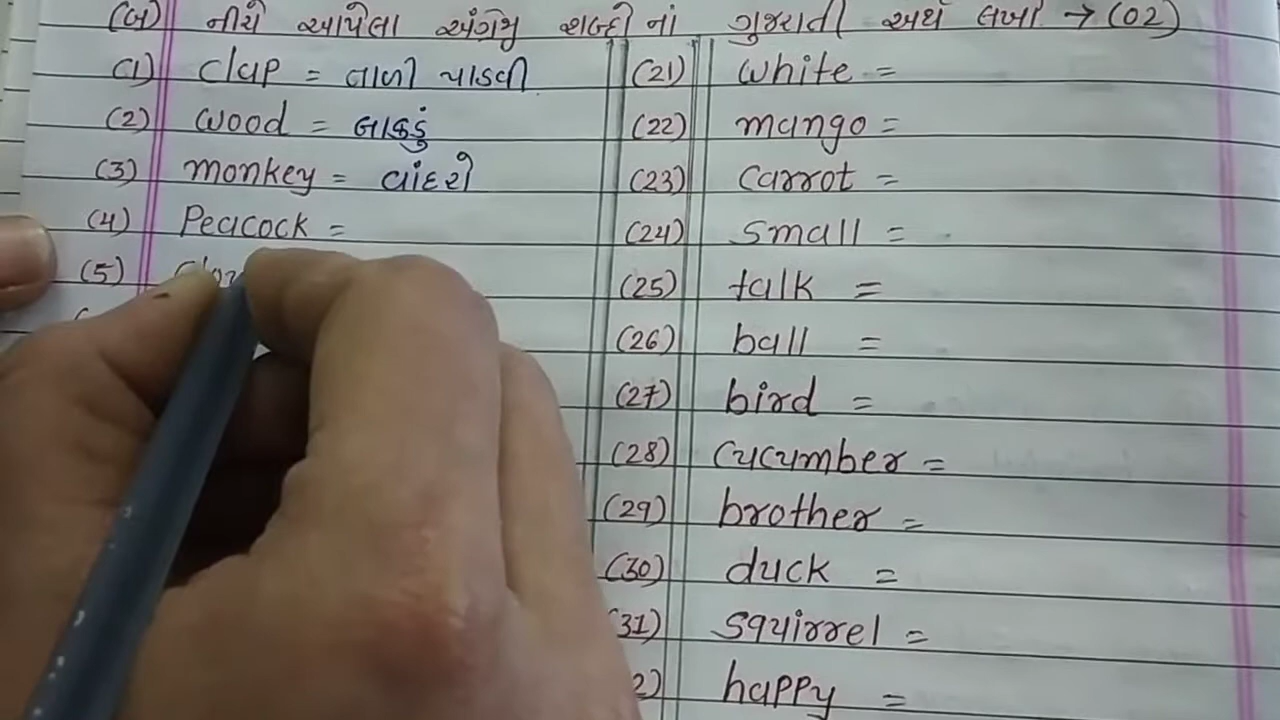 નીચે આપેલા અંગ્રેજી શબ્દો નાં ગુજરાતી અર્થ લખો → (02)
(1) clap = તાળી પાડવી
(2) wood = લાકડું
(3) monkey = વાંદરો
(4) Peacock =
(5)
(21) white =
(22) mango =
(23) carrot =
(24) small =
(25) talk =
(26) ball =
(27) bird =
(28) cucumber =
(29) brother =
(30) duck =
31) squirrel =
2) happy =